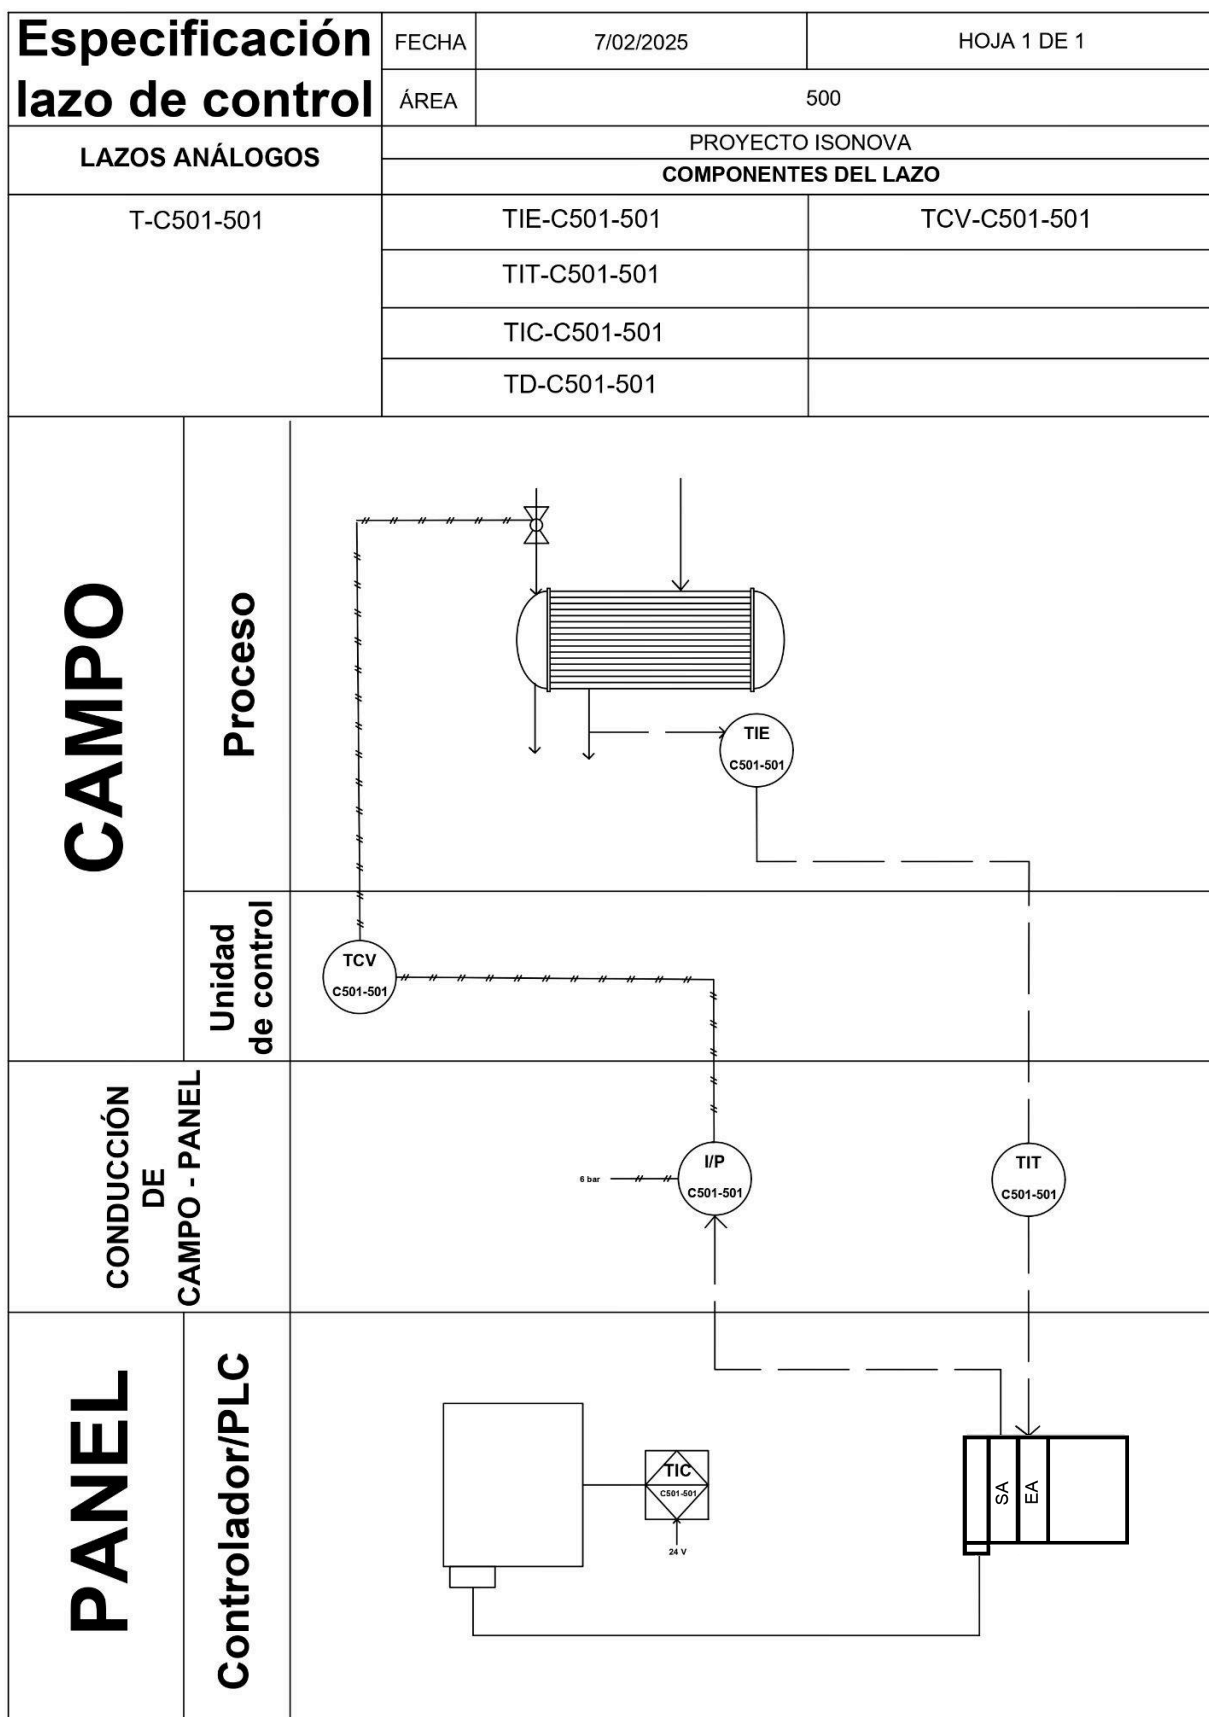 Especificación
lazo de control
FECHA
7/02/2025
HOJA 1 DE 1
ÁREA
500
LAZOS ANÁLOGOS
PROYECTO ISONOVA
COMPONENTES DEL LAZO
T-C501-501
TIE-C501-501
TCV-C501-501
TIT-C501-501
TIC-C501-501
TD-C501-501
CAMPO
Proceso
TIE
C501-501
Unidad
de control
TCV
C501-501
CONDUCCIÓN
DE
CAMPO - PANEL
6 bar
I/P
C501-501
TIT
C501-501
PANEL
Controlador/PLC
TIC
C501-501
24 V
SA
EA